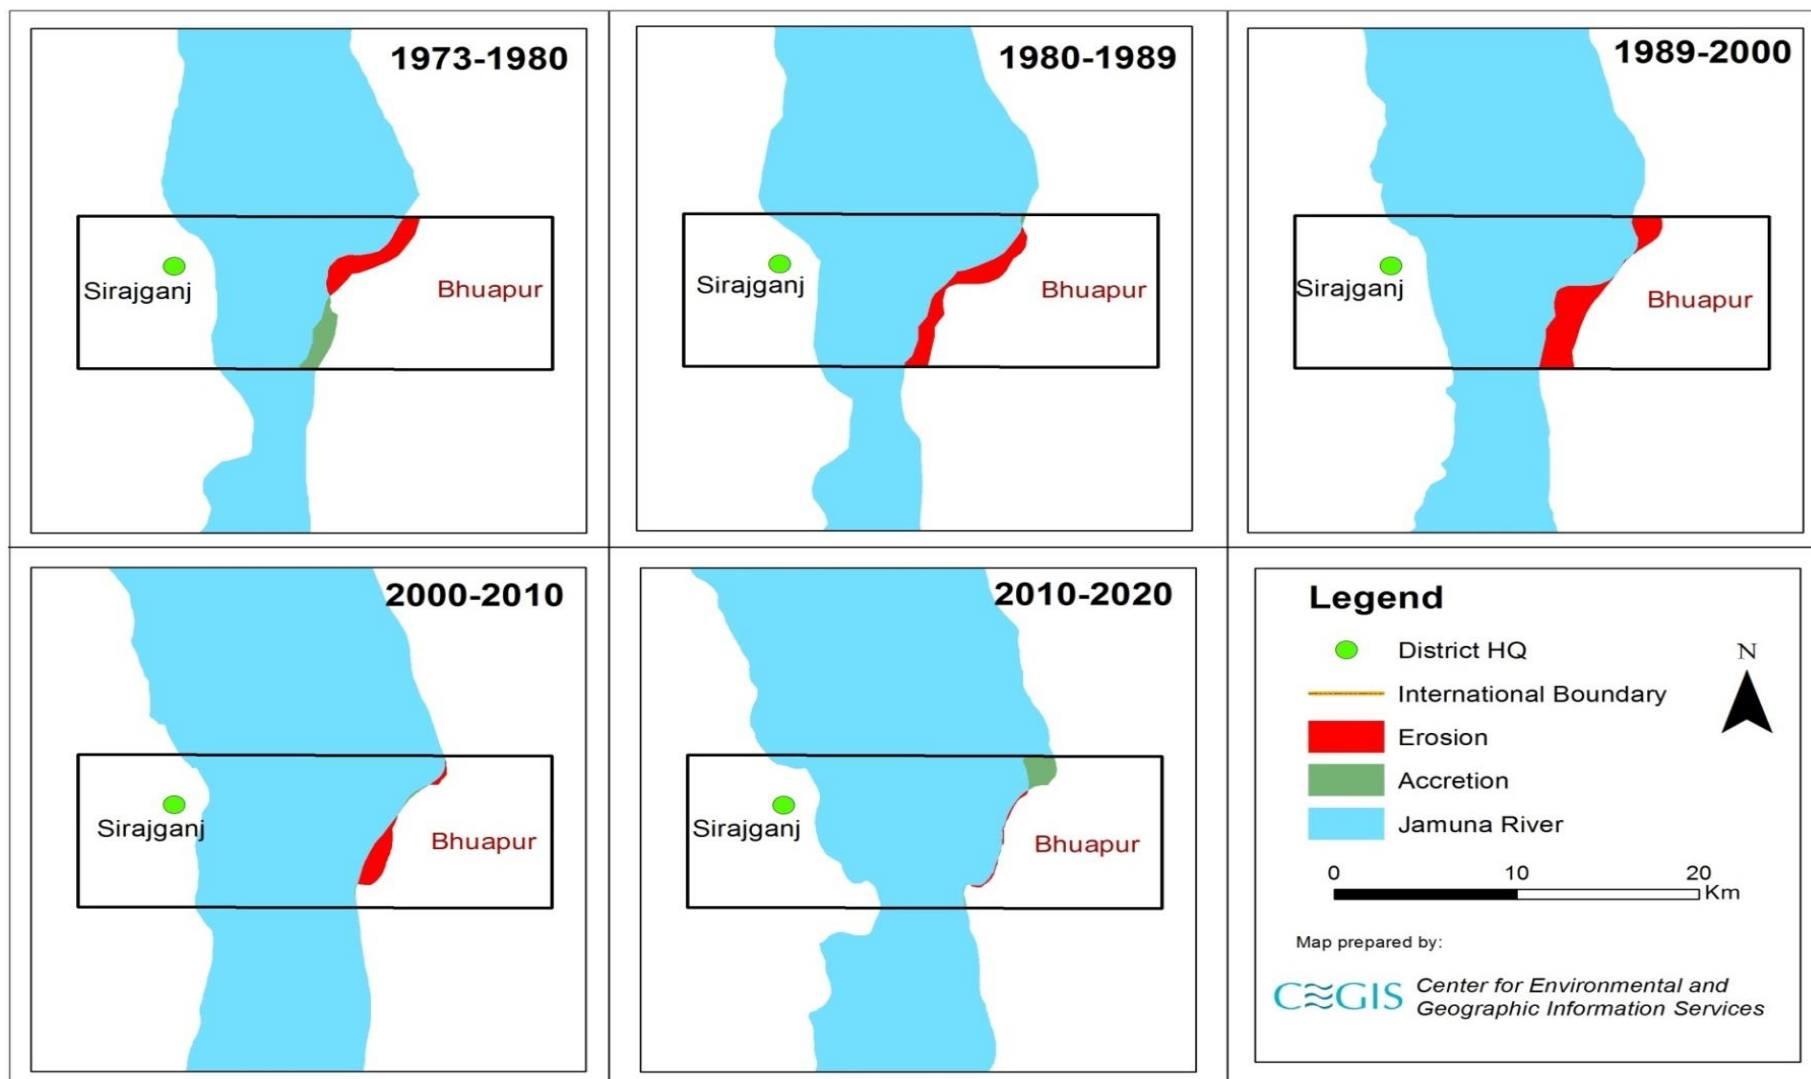 1973-1980
Sirajganj
Bhuapur
1980-1989
Sirajganj
Bhuapur
1989-2000
Sirajganj
Bhuapur
2000-2010
Sirajganj
Bhuapur
2010-2020
Sirajganj
Bhuapur
Legend
District HQ
International Boundary
Erosion
Accretion
Jamuna River
N
0 10 20
Km
Map prepared by:
CEGIS Center for Environmental and
Geographic Information Services